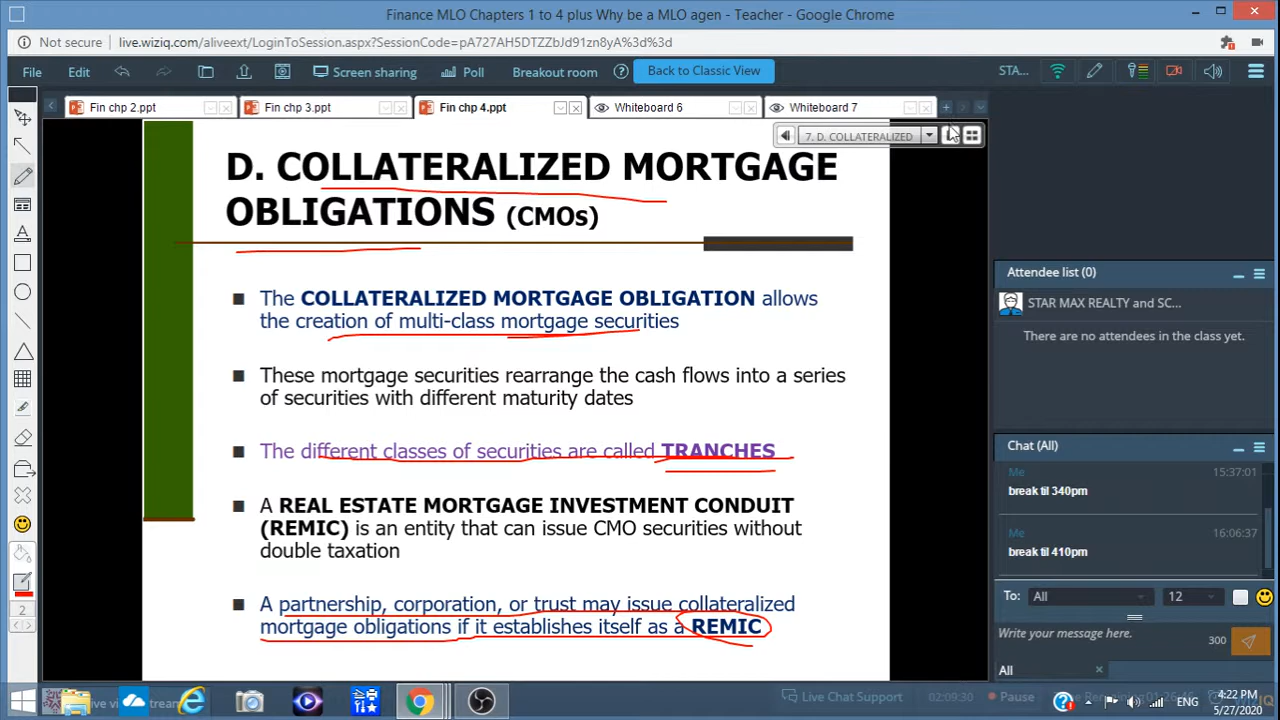 Finance MLO Chapters 1 to 4 plus Why be a MLO agen - Teacher - Google Chrome
Not secure | live.wiziq.com/aliveext/LoginToSession.aspx?SessionCode=pA727AH5DTZZbJd91zn8yA%3d%3d
File Edit Screen sharing Poll Breakout room Back to Classic View STA...
Fin chp 2.ppt Fin chp 3.ppt Fin chp 4.ppt Whiteboard 6 Whiteboard 7
7. D. COLLATERALIZED
D. COLLATERALIZED MORTGAGE
OBLIGATIONS (CMOs)
The COLLATERALIZED MORTGAGE OBLIGATION allows
the creation of multi-class mortgage securities
These mortgage securities rearrange the cash flows into a series
of securities with different maturity dates
The different classes of securities are called TRANCHES
A REAL ESTATE MORTGAGE INVESTMENT CONDUIT
(REMIC) is an entity that can issue CMO securities without
double taxation
A partnership, corporation, or trust may issue collateralized
mortgage obligations if it establishes itself as a REMIC
Attendee list (0)
STAR MAX REALTY and SC...
There are no attendees in the class yet.
Chat (All)
Me 15:37:01
break til 340pm
Me 16:06:37
break til 410pm
To: All 12
Write your message here. 300
All
2
Live Chat Support
02:09:30
Pause
ENG
4:22 PM
5/27/2020